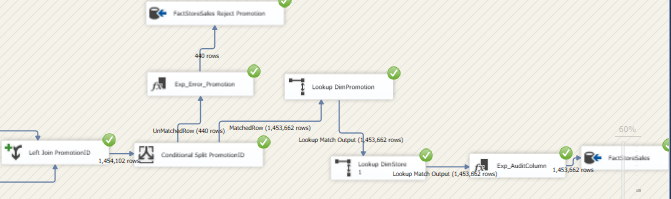 FactStoreSales Reject Promotion
440 rows
Exp_Error_Promotion
Lookup DimPromotion
UnMatchedRow (440 rows)
MatchedRow (1,453,662 rows)
Lookup Match Output (1,453,662 rows)
60%
Left Join PromotionID
1,454,102 rows
Conditional Split PromotionID
Lookup DimStore
1
Lookup Match Output (1,453,662 rows)
Exp_AuditColumn
1,453,662 rows
FactStoreSales